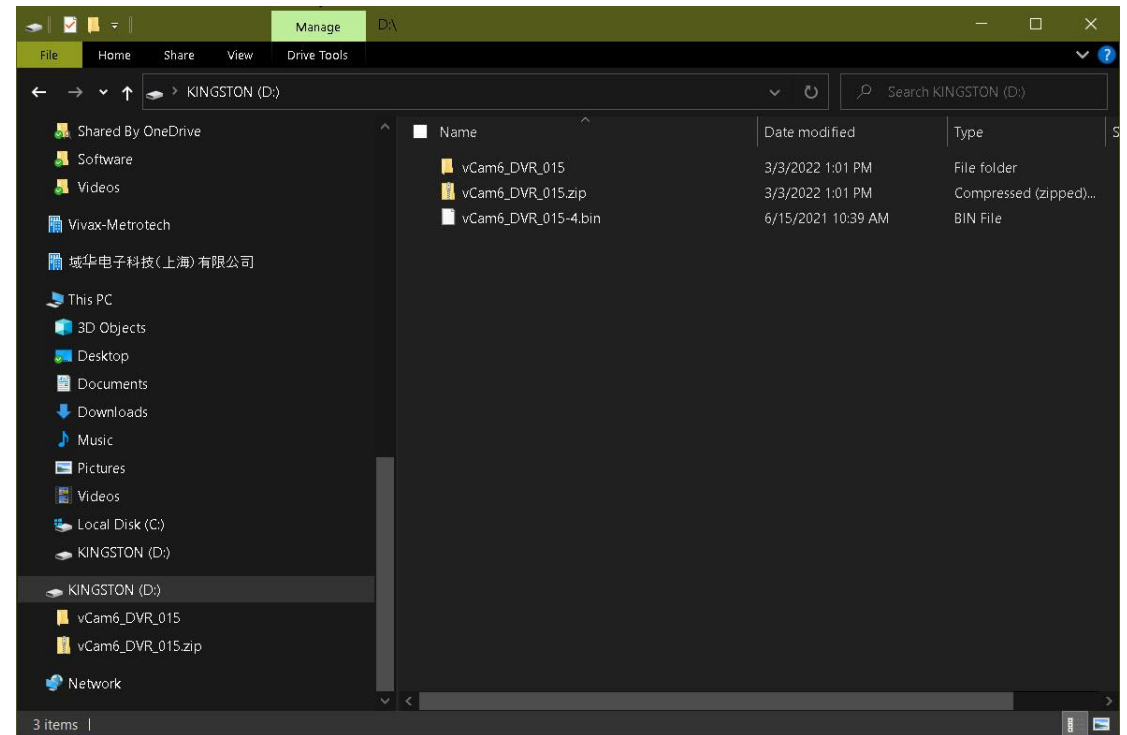 Manage D:\
File Home Share View Drive Tools
KINGSTON (D:) Search KINGSTON (D:)
Shared By OneDrive
Software
Videos
Vivax-Metrotech
域华电子科技(上海)有限公司
This PC
3D Objects
Desktop
Documents
Downloads
Music
Pictures
Videos
Local Disk (C:)
KINGSTON (D:)
KINGSTON (D:)
vCam6_DVR_015
vCam6_DVR_015.zip
Network
Name Date modified Type S
vCam6_DVR_015 3/3/2022 1:01 PM File folder
vCam6_DVR_015.zip 3/3/2022 1:01 PM Compressed (zipped)...
vCam6_DVR_015-4.bin 6/15/2021 10:39 AM BIN File
3 items